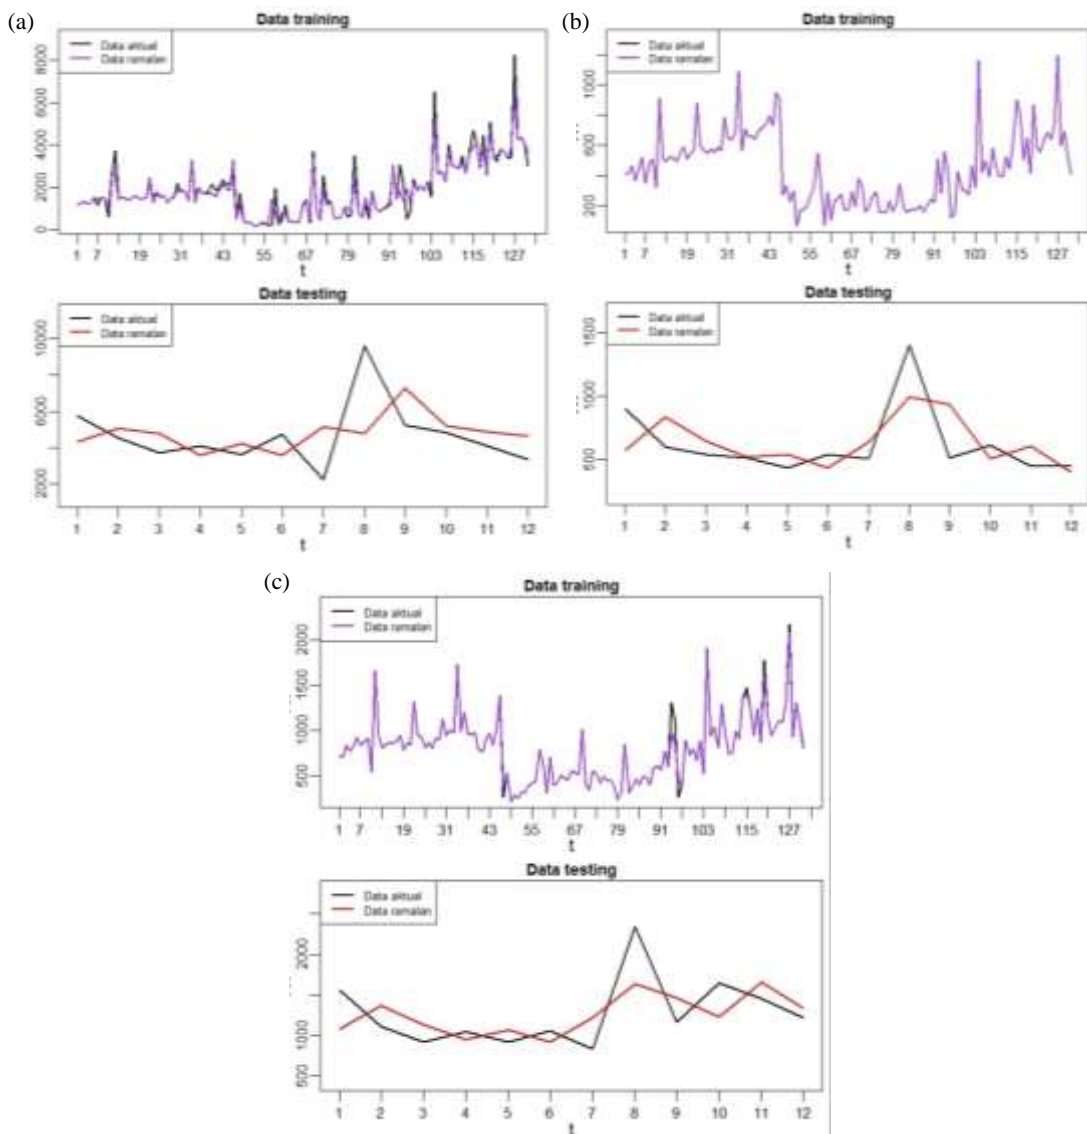 (a)
Data training
Data aktual
Data ramalan
0 2000 4000 6000 8000
1 7 19 31 43 55 67 79 91 103 115 127
t
Data testing
Data aktual
Data ramalan
2000 6000 10000
1 2 3 4 5 6 7 8 9 10 11 12
t
(b)
Data training
Data aktual
Data ramalan
200 600 1000
1 7 19 31 43 55 67 79 91 103 115 127
t
Data testing
Data aktual
Data ramalan
500 1000 1500
1 2 3 4 5 6 7 8 9 10 11 12
t
(c)
Data training
Data aktual
Data ramalan
500 1000 1500 2000
1 7 19 31 43 55 67 79 91 103 115 127
t
Data testing
Data aktual
Data ramalan
500 1000 2000
1 2 3 4 5 6 7 8 9 10 11 12
t